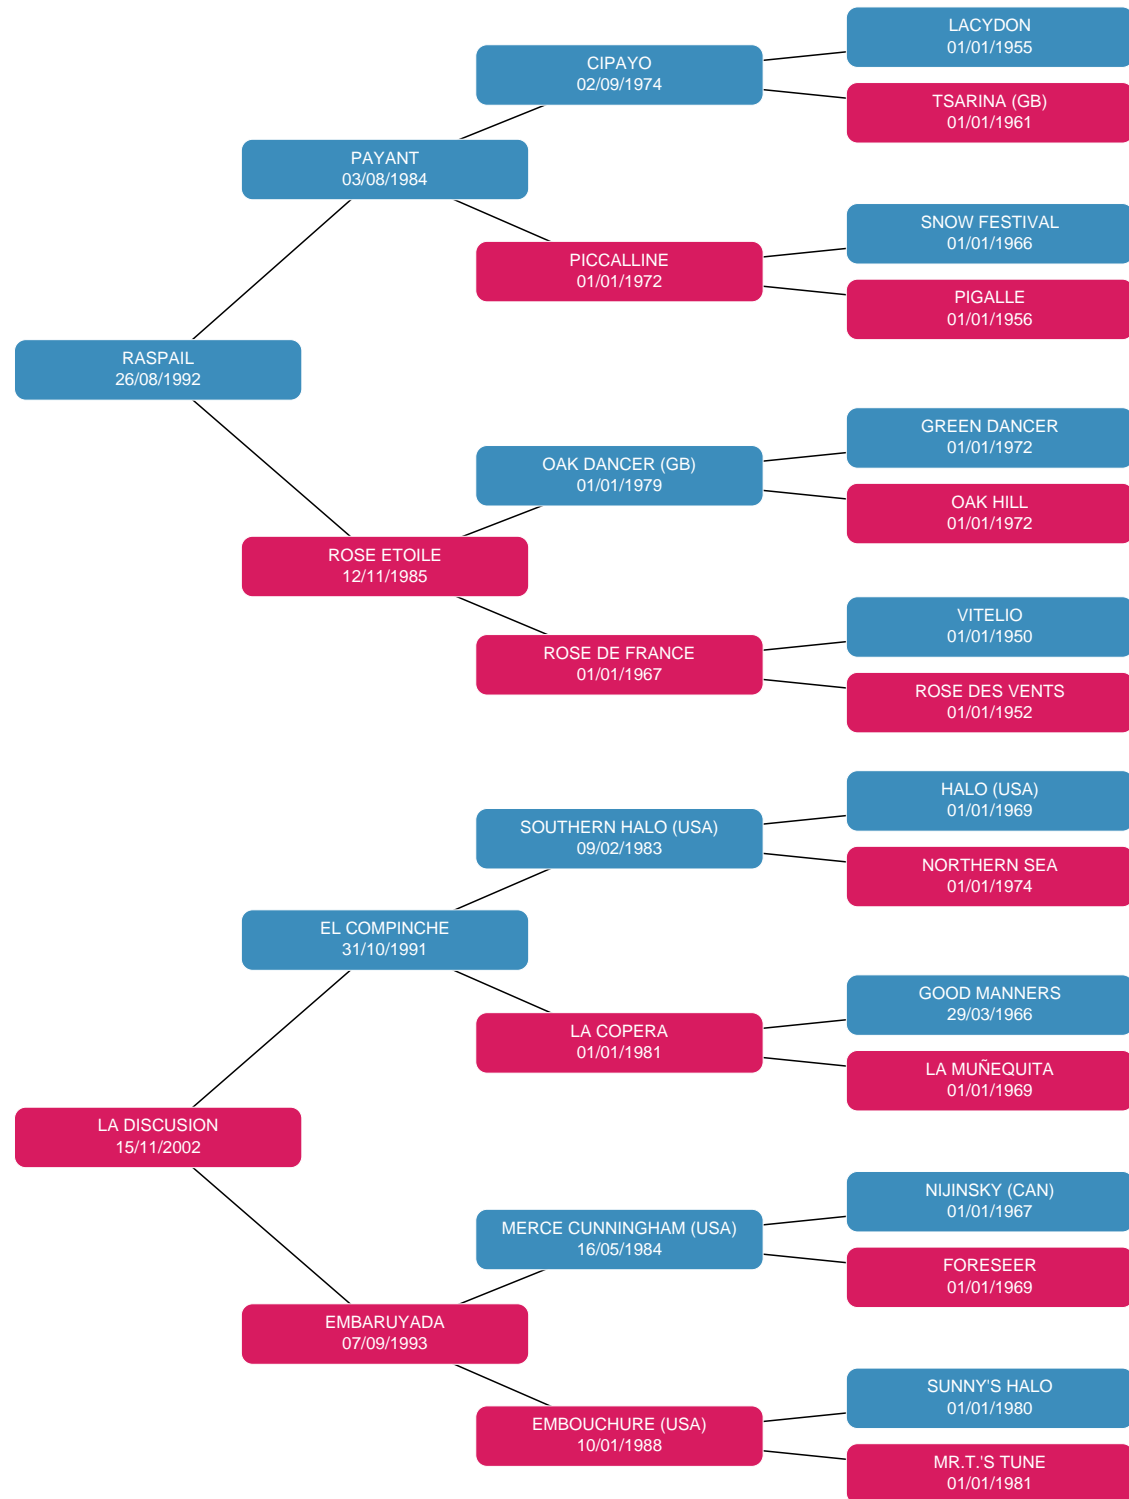 LACYDON
01/01/1955
CIPAYO
02/09/1974
TSARINA (GB)
01/01/1961
PAYANT
03/08/1984
SNOW FESTIVAL
01/01/1966
PICCALLINE
01/01/1972
PIGALLE
01/01/1956
RASPAIL
26/08/1992
GREEN DANCER
01/01/1972
OAK DANCER (GB)
01/01/1979
OAK HILL
01/01/1972
ROSE ETOILE
12/11/1985
VITELIO
01/01/1950
ROSE DE FRANCE
01/01/1967
ROSE DES VENTS
01/01/1952
HALO (USA)
01/01/1969
SOUTHERN HALO (USA)
09/02/1983
NORTHERN SEA
01/01/1974
EL COMPINCHE
31/10/1991
GOOD MANNERS
29/03/1966
LA COPERA
01/01/1981
LA MUÑEQUITA
01/01/1969
LA DISCUSION
15/11/2002
NIJINSKY (CAN)
01/01/1967
MERCE CUNNINGHAM (USA)
16/05/1984
FORESEER
01/01/1969
EMBARUYADA
07/09/1993
SUNNY'S HALO
01/01/1980
EMBOUCHURE (USA)
10/01/1988
MR.T.'S TUNE
01/01/1981